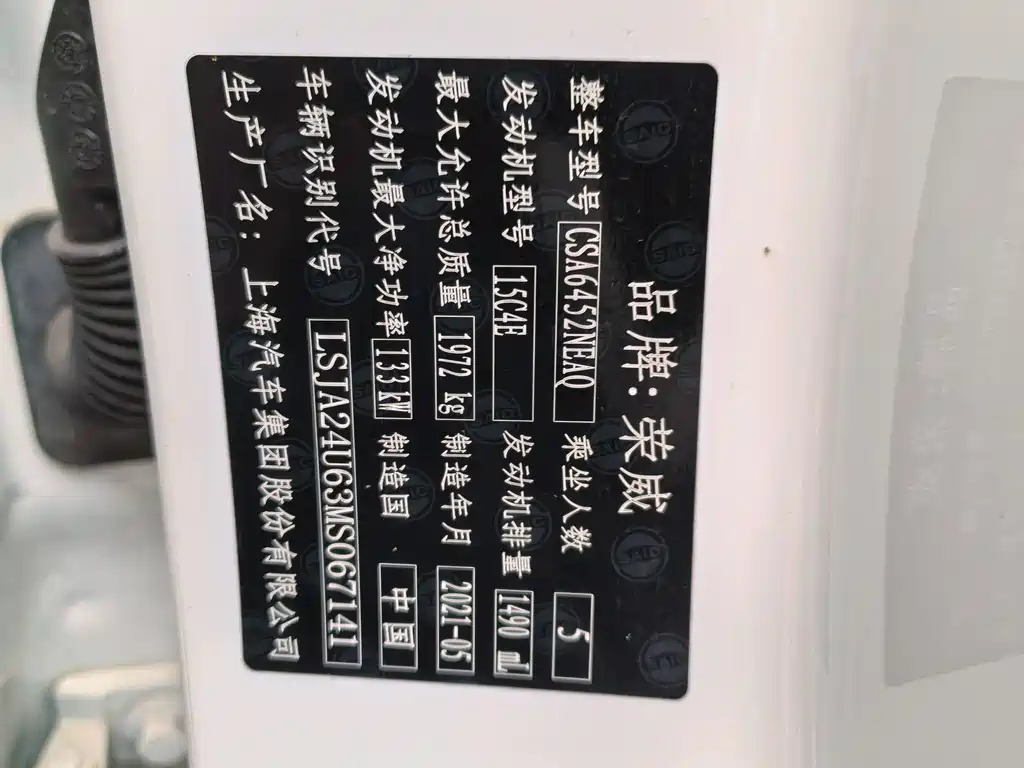 品牌：荣威
整车型号 CSA6452NEAQ 乘坐人数 5
发动机型号 15C4E 发动机排量 1490 ml
最大允许总质量 1972 kg 制造年月 2021-05
发动机最大净功率 133 kW 制造国 中国
车辆识别代号 LSJA24U63MS067141
生产厂名：上海汽车集团股份有限公司
SAIC